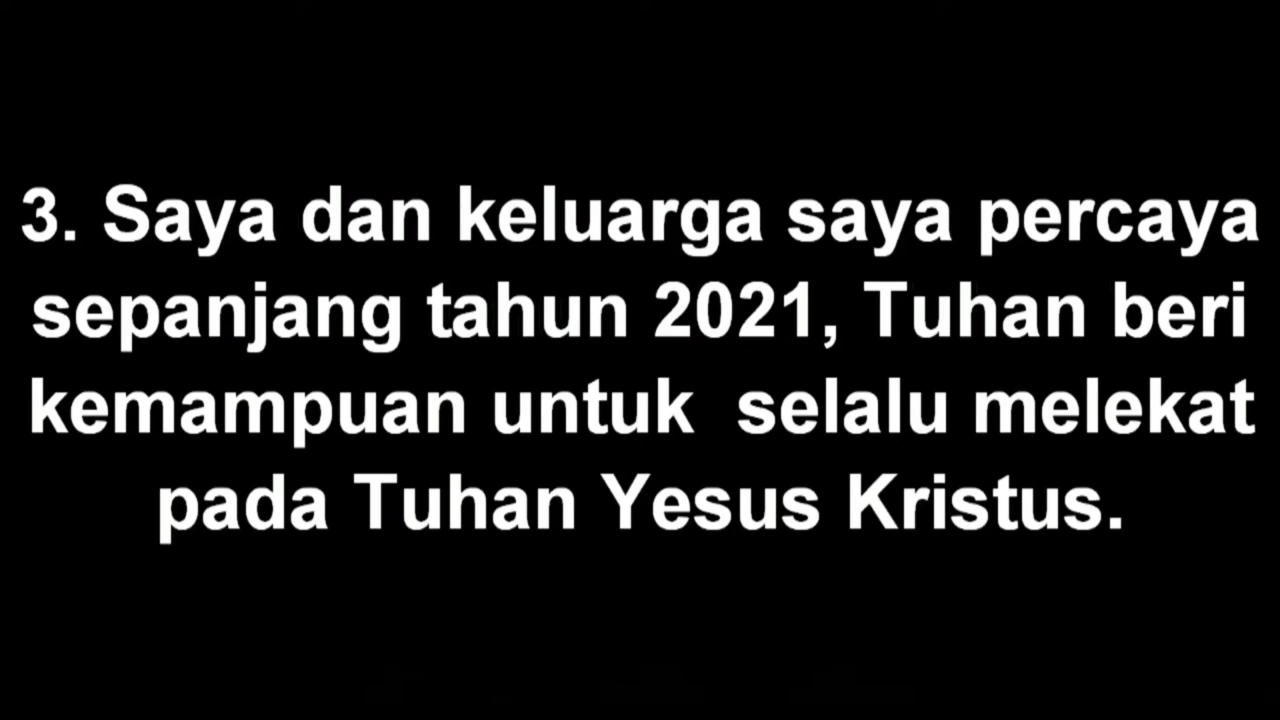 3. Saya dan keluarga saya percaya
sepanjang tahun 2021, Tuhan beri
kemampuan untuk  selalu melekat
pada Tuhan Yesus Kristus.